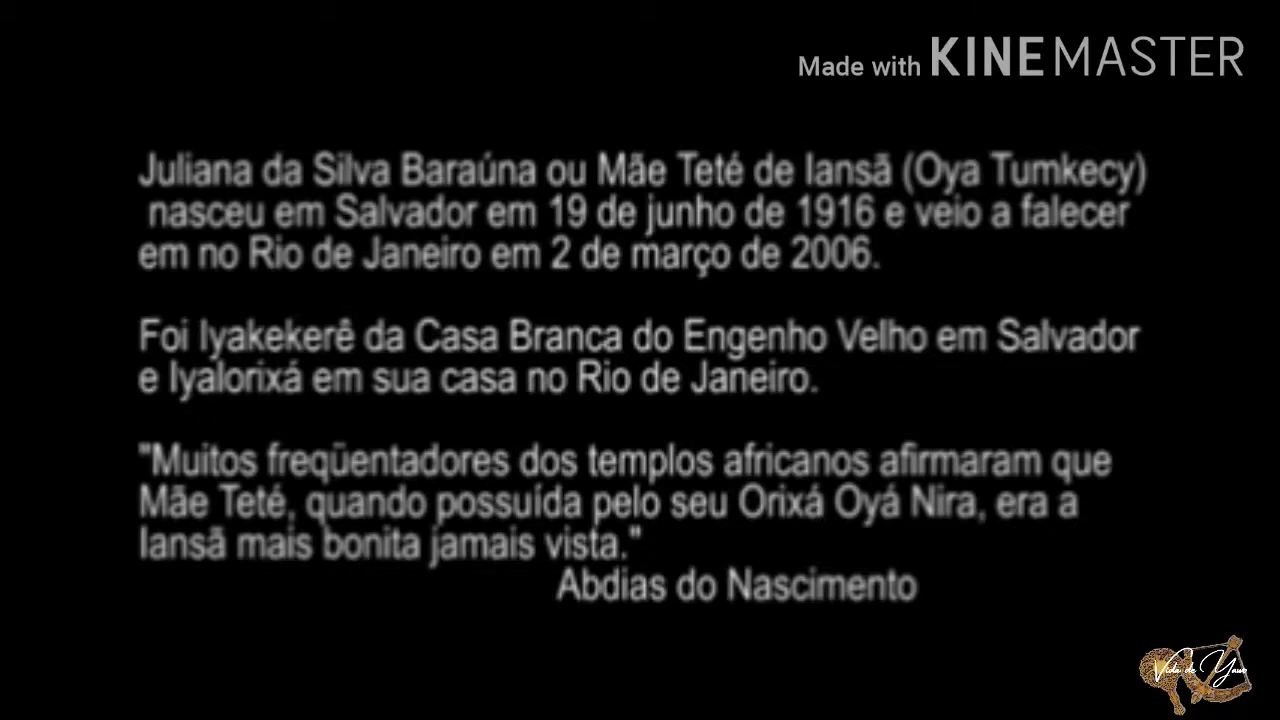 Made with KINEMASTER
Juliana da Silva Baraúna ou Mãe Teté de Iansã (Oya Tumkecy)
nasceu em Salvador em 19 de junho de 1916 e veio a falecer
em no Rio de Janeiro em 2 de março de 2006.
Foi Iyakekerê da Casa Branca do Engenho Velho em Salvador
e Iyalorixá em sua casa no Rio de Janeiro.
"Muitos freqüentadores dos templos africanos afirmaram que
Mãe Teté, quando possuída pelo seu Orixá Oyá Nira, era a
Iansã mais bonita jamais vista."
Abdias do Nascimento
Vida de Yawo